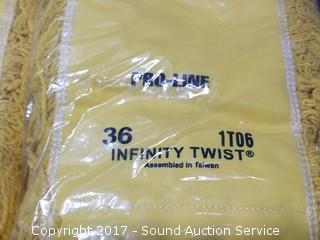 PRO-LINE
36 1T06
INFINITY TWIST®
Assembled in Taiwan
Copyright 2017 - Sound Auction Service